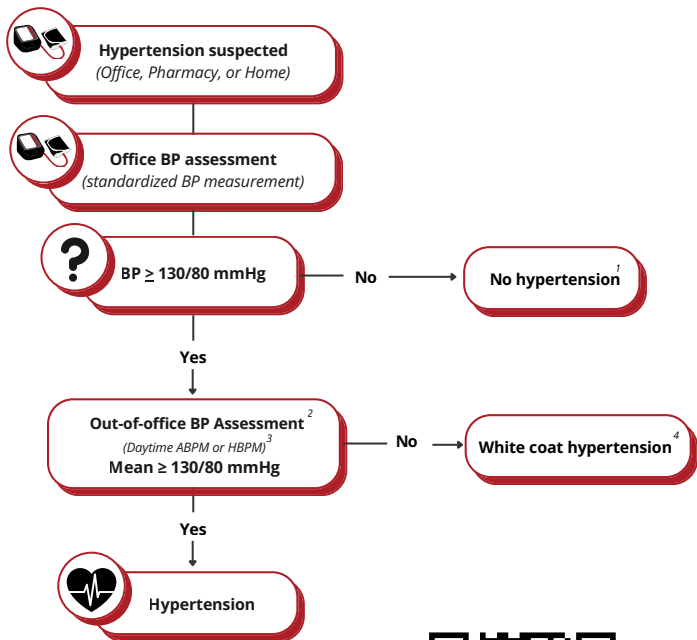 Hypertension suspected
(Office, Pharmacy, or Home)
Office BP assessment
(standardized BP measurement)
?
BP ≥ 130/80 mmHg
No
No hypertension 1
Yes
Out-of-office BP Assessment 2
(Daytime ABPM or HBPM) 3
Mean ≥ 130/80 mmHg
No
White coat hypertension 4
Yes
Hypertension